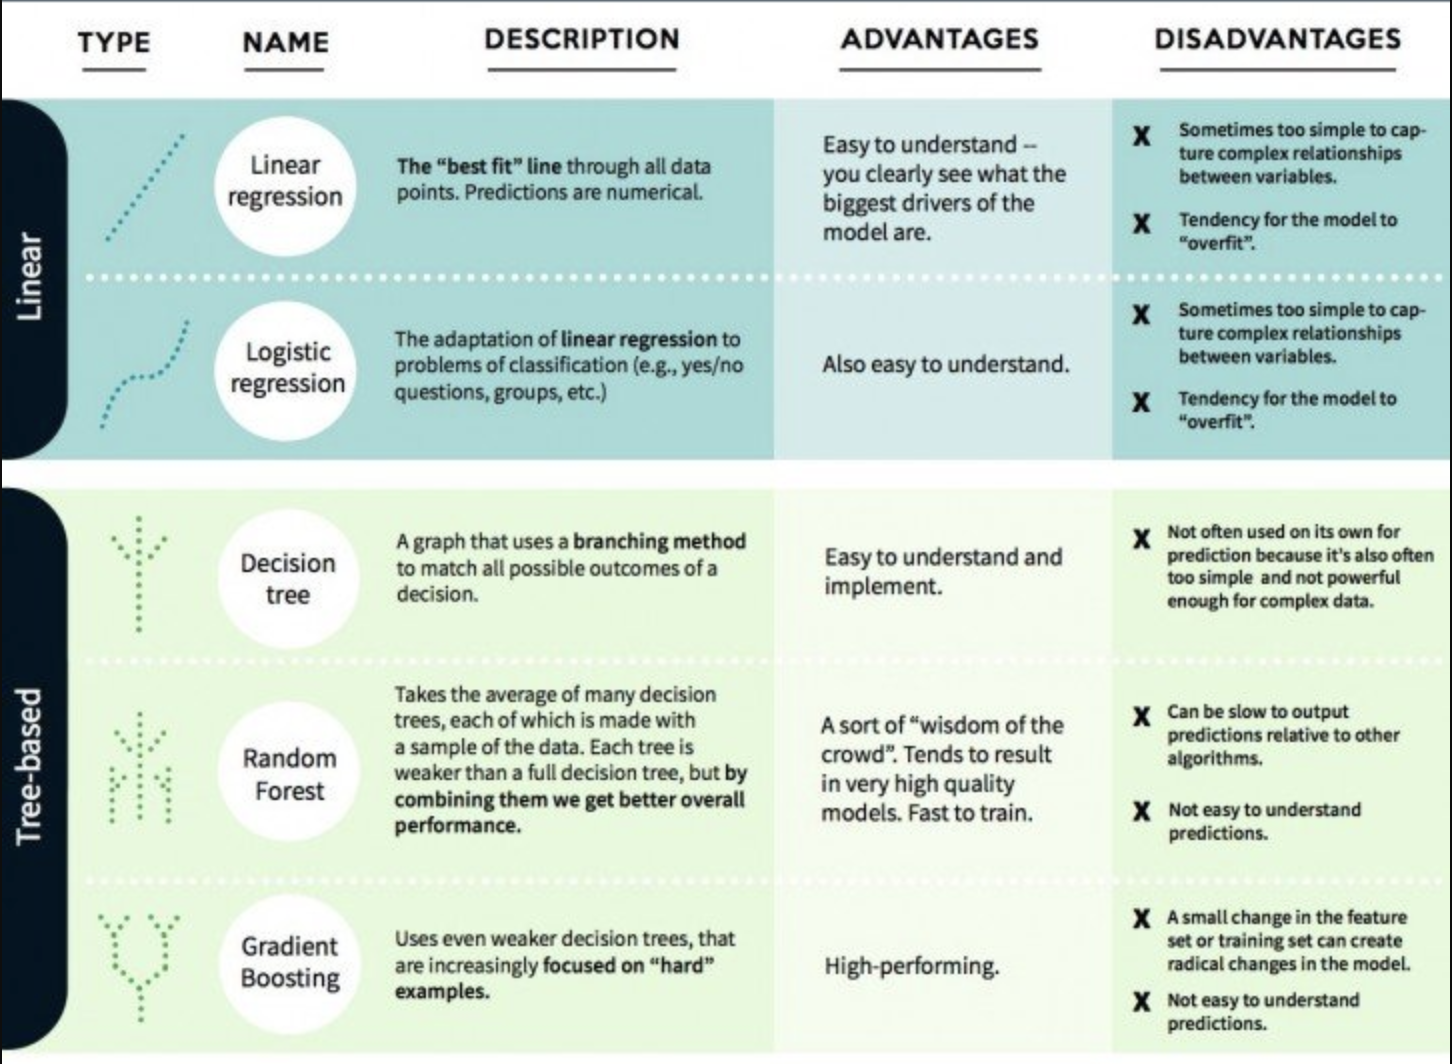 TYPE NAME DESCRIPTION ADVANTAGES DISADVANTAGES
Linear
Linear
regression
The “best fit” line through all data
points. Predictions are numerical.
Easy to understand --
you clearly see what the
biggest drivers of the
model are.
X Sometimes too simple to cap-
ture complex relationships
between variables.
X Tendency for the model to
“overfit”.
Logistic
regression
The adaptation of linear regression to
problems of classification (e.g., yes/no
questions, groups, etc.)
Also easy to understand.
X Sometimes too simple to cap-
ture complex relationships
between variables.
X Tendency for the model to
“overfit”.
Tree-based
Decision
tree
A graph that uses a branching method
to match all possible outcomes of a
decision.
Easy to understand and
implement.
X Not often used on its own for
prediction because it's also often
too simple and not powerful
enough for complex data.
Random
Forest
Takes the average of many decision
trees, each of which is made with
a sample of the data. Each tree is
weaker than a full decision tree, but by
combining them we get better overall
performance.
A sort of “wisdom of the
crowd”. Tends to result
in very high quality
models. Fast to train.
X Can be slow to output
predictions relative to other
algorithms.
X Not easy to understand
predictions.
Gradient
Boosting
Uses even weaker decision trees, that
are increasingly focused on “hard”
examples.
High-performing.
X A small change in the feature
set or training set can create
radical changes in the model.
X Not easy to understand
predictions.